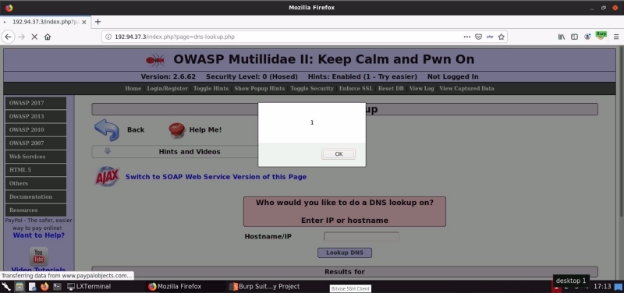 Mozilla Firefox
192.94.37.3/index.php?p
192.94.37.3/index.php?page=dns-lookup.php
OWASP Mutillidae II: Keep Calm and Pwn On
Version: 2.6.62 Security Level: 0 (Hosed) Hints: Enabled (1 - Try easier) Not Logged In
Home Login/Register Toggle Hints Show Popup Hints Toggle Security Enforce SSL Reset DB View Log View Captured Data
OWASP 2017
OWASP 2013
OWASP 2010
OWASP 2007
Web Services
HTML 5
Others
Documentation
Resources
PayPal - The safer, easier
way to pay online!
Want to Help?
You
Tube
Video Tutorials
up
1
OK
Back
Help Me!
Hints and Videos
AJAX
Switch to SOAP Web Service Version of this Page
Who would you like to do a DNS lookup on?
Enter IP or hostname
Hostname/IP
Lookup DNS
Results for
Transferring data from www.paypalobjects.com...
desktop 1
LXTerminal
Mozilla Firefox
Burp Suit...y Project
17:13